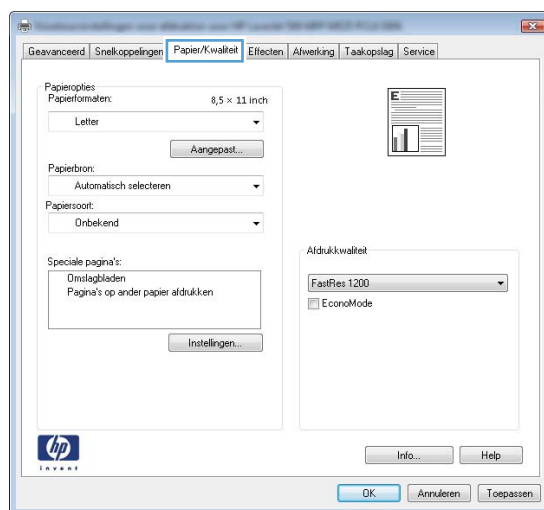 Geavanceerd Snelkoppelingen Papier/Kwaliteit Effecten Afwerking Taakopslag Service
Papieropties
Papierformaten: 8,5 × 11 inch
Letter
Aangepast...
Papierbron:
Automatisch selecteren
Papiersoort:
Onbekend
Speciale pagina's:
Omslagbladen
Pagina's op ander papier afdrukken
Instellingen...
E
Afdrukkwaliteit
FastRes 1200
EconoMode
hp
invent
Info... Help
OK Annuleren Toepassen